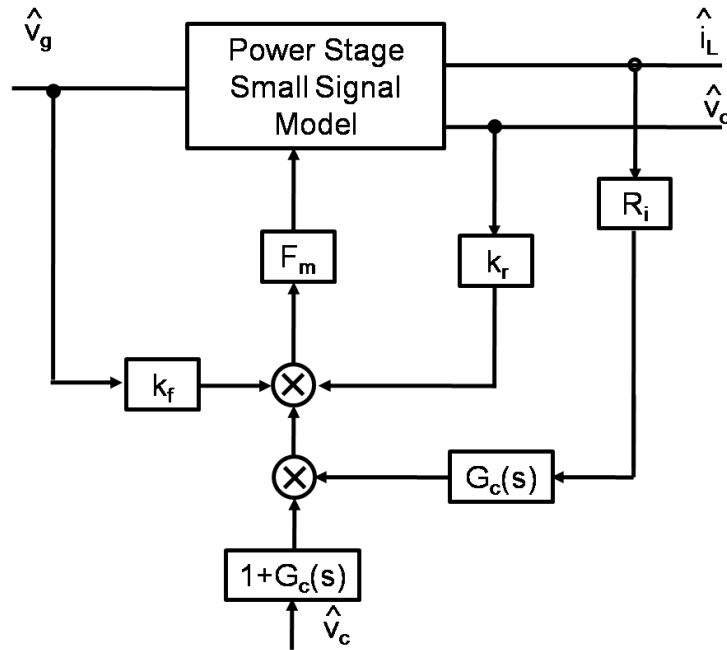 v̂g
Power Stage
Small Signal
Model
îL
v̂o
Ri
Fm
kr
kf
Gc(s)
1+Gc(s)
v̂c